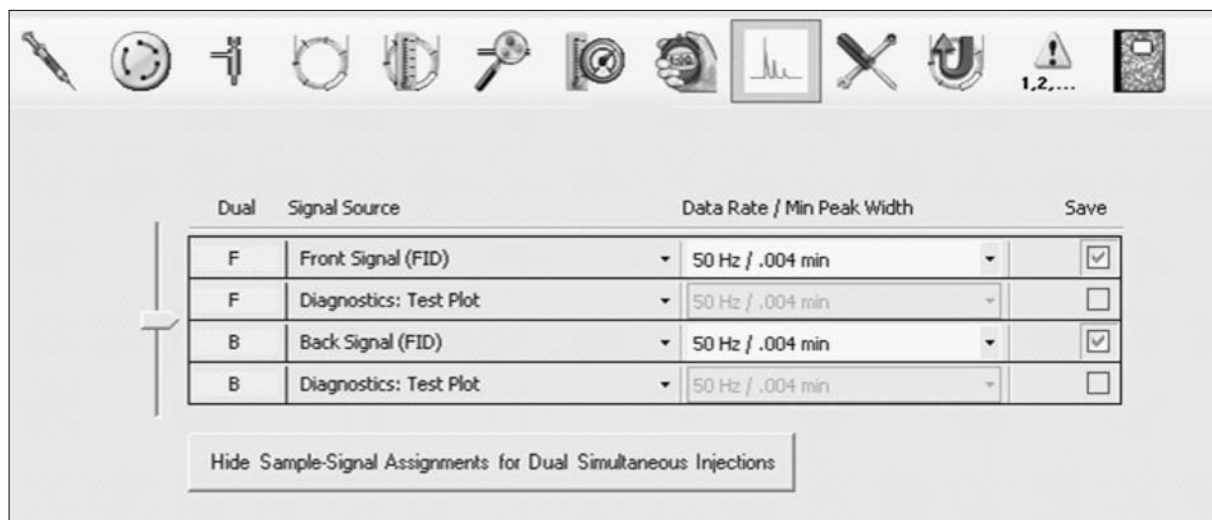 1:00
1,2,...
Dual Signal Source Data Rate / Min Peak Width Save
F Front Signal (FID) 50 Hz / .004 min
F Diagnostics: Test Plot 50 Hz / .004 min
B Back Signal (FID) 50 Hz / .004 min
B Diagnostics: Test Plot 50 Hz / .004 min
Hide Sample-Signal Assignments for Dual Simultaneous Injections